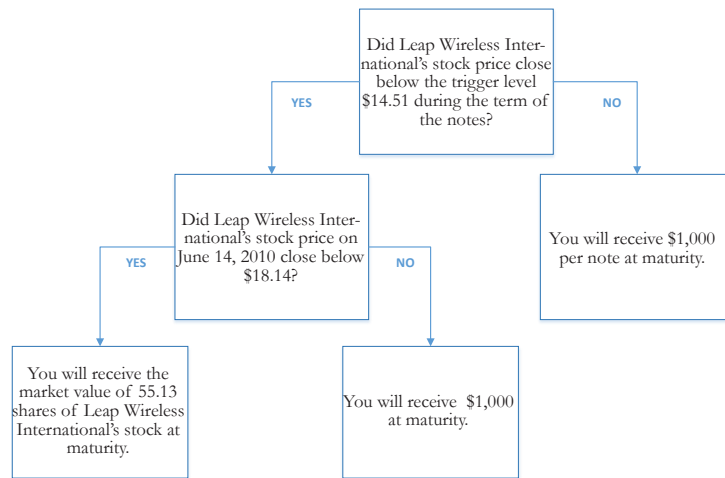 Did Leap Wireless Inter-
national's stock price close
below the trigger level
$14.51 during the term of
the notes?
YES
NO
Did Leap Wireless Inter-
national's stock price on
June 14, 2010 close below
$18.14?
You will receive $1,000
per note at maturity.
YES
NO
You will receive the
market value of 55.13
shares of Leap Wireless
International's stock at
maturity.
You will receive $1,000
at maturity.